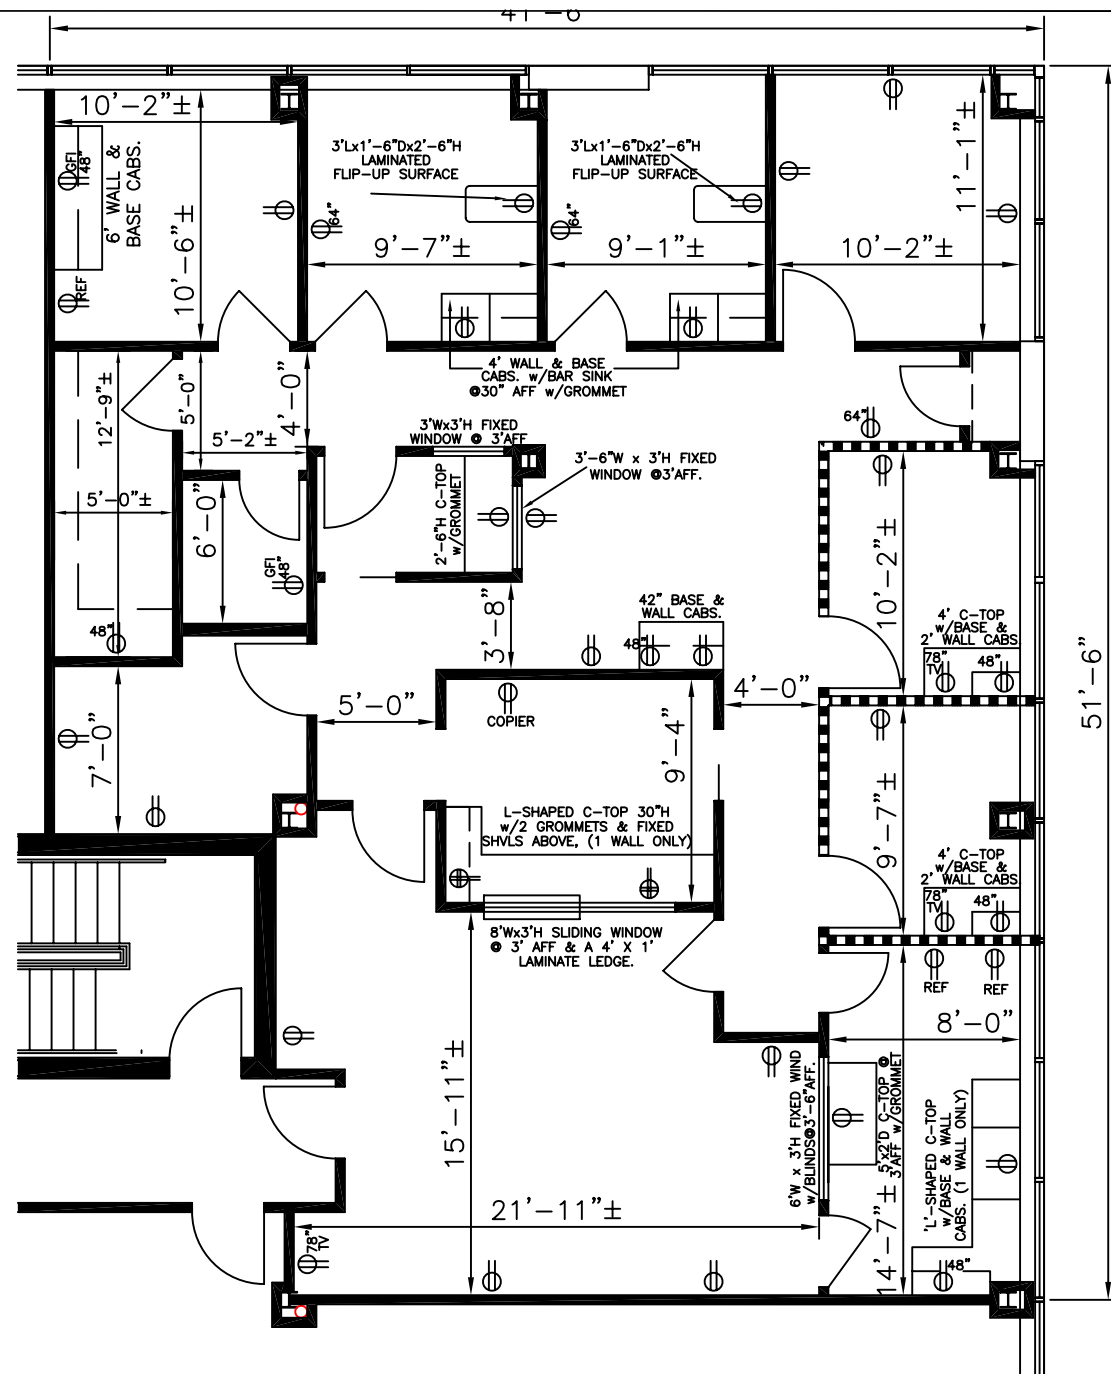 41'-6
10'-2"±
GFI
48"
6' WALL &
BASE CABS.
REF
10'-6"±
3'Lx1'-6"Dx2'-6"H
LAMINATED
FLIP-UP SURFACE
64"
9'-7"±
3'Lx1'-6"Dx2'-6"H
LAMINATED
FLIP-UP SURFACE
64"
9'-1"±
10'-2"±
11'-1"±
4' WALL & BASE
CABS. w/BAR SINK
@30" AFF w/GROMMET
12'-9"±
5'-0"
5'-2"±
4'-0"
5'-0"±
6'-0"
GFI
48"
48"
7'-0"
3'Wx3'H FIXED
WINDOW @ 3'AFF
3'-6"W x 3'H FIXED
WINDOW @3'AFF.
2'-6"H C-TOP
w/GROMMET
64"
3'-8"
42" BASE &
WALL CABS.
48"
10'-2"±
4' C-TOP
w/BASE &
2' WALL CABS
78"
TV
48"
51'-6"
5'-0"
COPIER
4'-0"
9'-4"
L-SHAPED C-TOP 30"H
w/2 GROMMETS & FIXED
SHVLS ABOVE, (1 WALL ONLY)
9'-7"±
4' C-TOP
w/BASE &
2' WALL CABS
78"
TV
48"
8'Wx3'H SLIDING WINDOW
@ 3' AFF & A 4' X 1'
LAMINATE LEDGE.
REF
REF
8'-0"
15'-11"±
6'W x 3'H FIXED WIND
w/BLINDS@3'-6"AFF.
5'x2'D C-TOP @
3'AFF w/GROMMET
14'-7"±
'L'-SHAPED C-TOP
w/BASE & WALL
CABS. (1 WALL ONLY)
21'-11"±
78"
TV
48"